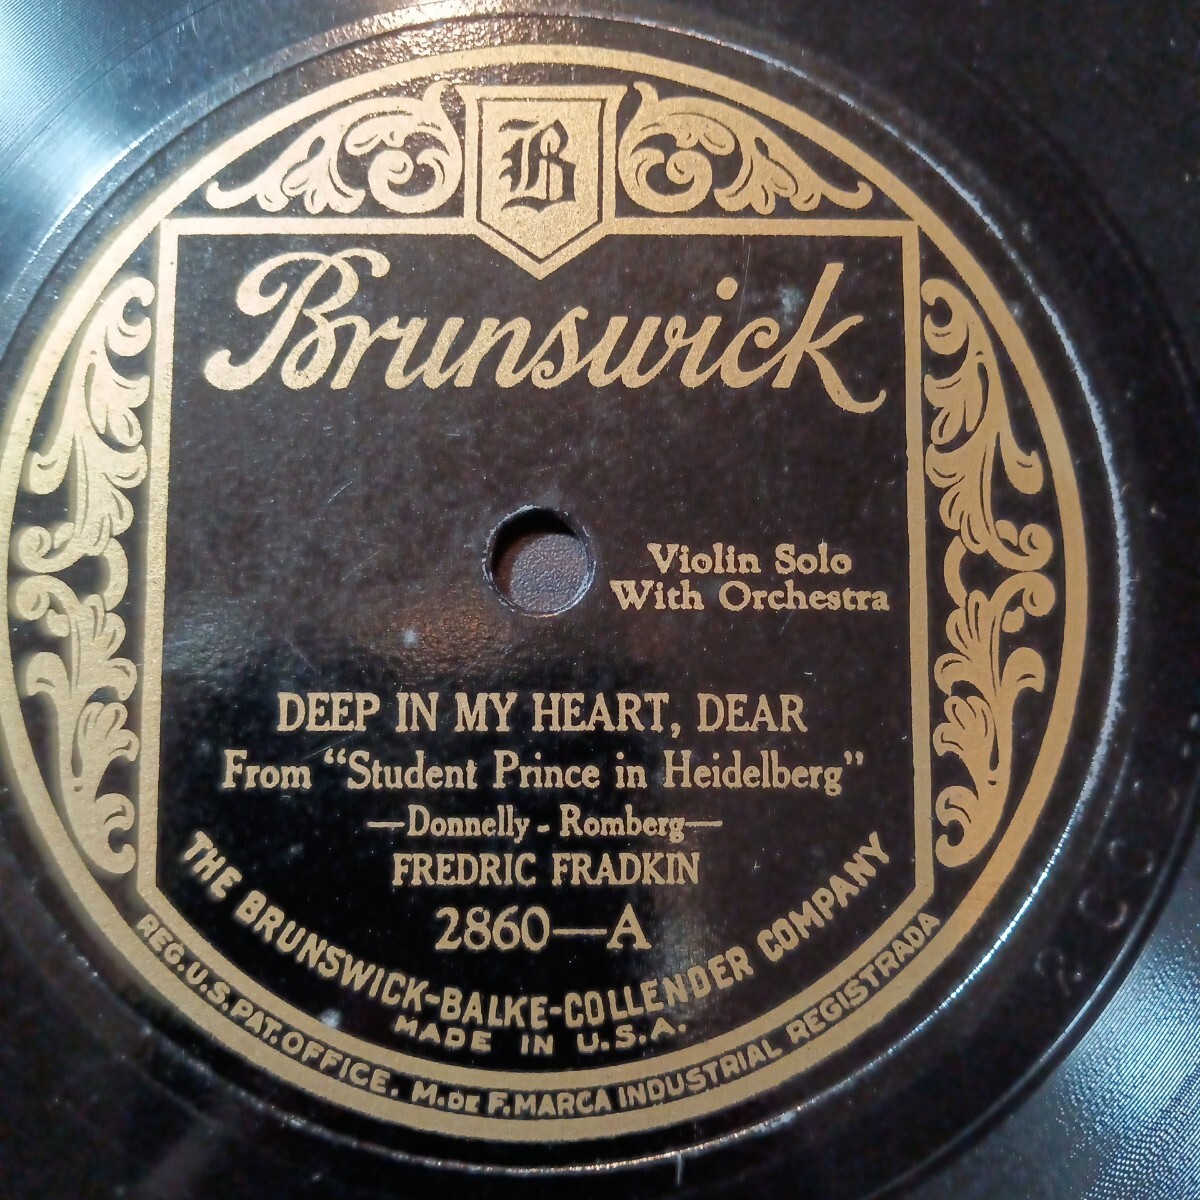 B
Brunswick
Violin Solo
With Orchestra
DEEP IN MY HEART, DEAR
From "Student Prince in Heidelberg"
—Donnelly - Romberg—
FREDRIC FRADKIN
2860—A
THE BRUNSWICK-BALKE-COLLENDER COMPANY
MADE IN U.S.A.
REG. U.S. PAT. OFFICE. M. DE F. MARCA INDUSTRIAL REGISTRADA